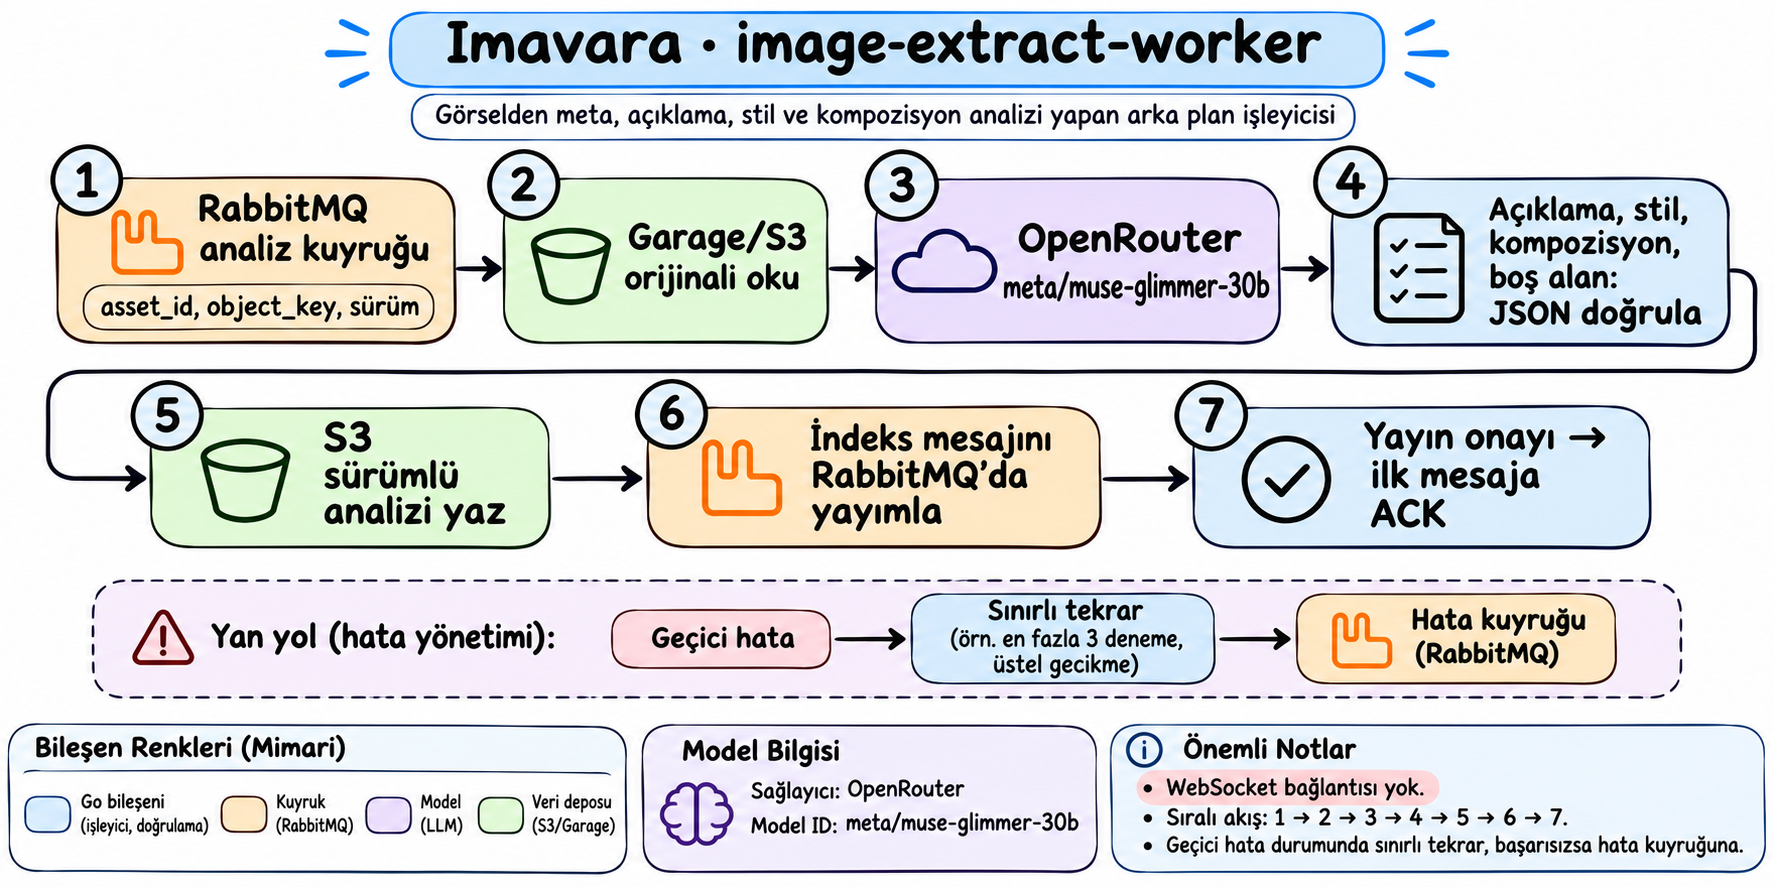 Imavara • image-extract-worker
Görselden meta, açıklama, stil ve kompozisyon analizi yapan arka plan işleyicisi
1
RabbitMQ
analiz kuyruğu
asset_id, object_key, sürüm
2
Garage/S3
orijinali oku
3
OpenRouter
meta/muse-glimmer-30b
4
Açıklama, stil,
kompozisyon,
boş alan:
JSON doğrula
5
S3
sürümlü
analizi yaz
6
İndeks mesajını
RabbitMQ'da
yayımla
7
Yayın onayı →
ilk mesaja
ACK
Yan yol (hata yönetimi):
Geçici hata
Sınırlı tekrar
(örn. en fazla 3 deneme,
üstel gecikme)
Hata kuyruğu
(RabbitMQ)
Bileşen Renkleri (Mimari)
Go bileşeni
(işleyici, doğrulama)
Kuyruk
(RabbitMQ)
Model
(LLM)
Veri deposu
(S3/Garage)
Model Bilgisi
Sağlayıcı: OpenRouter
Model ID: meta/muse-glimmer-30b
i Önemli Notlar
• WebSocket bağlantısı yok.
• Sıralı akış: 1 → 2 → 3 → 4 → 5 → 6 → 7.
• Geçici hata durumunda sınırlı tekrar, başarısızsa hata kuyruğuna.